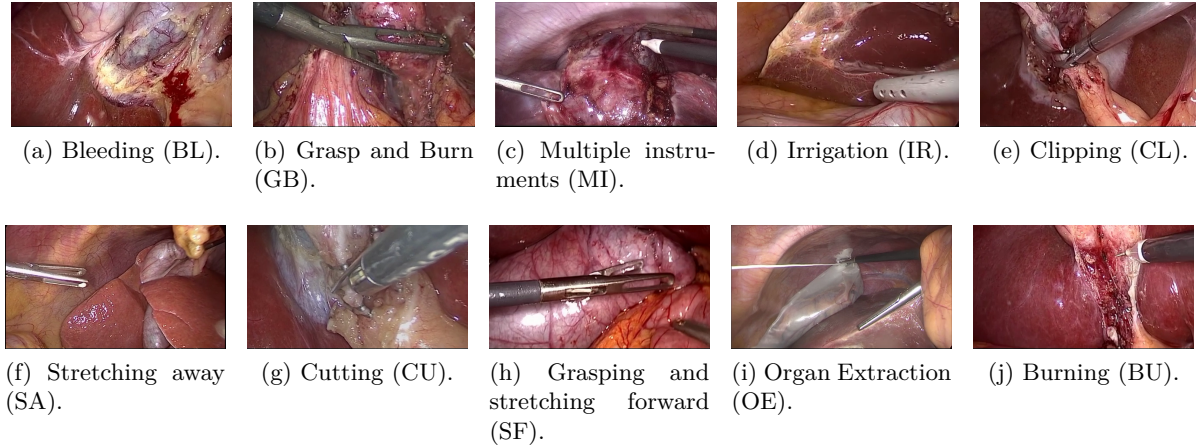 (a) Bleeding (BL).
(b) Grasp and Burn
(GB).
(c) Multiple instru-
ments (MI).
(d) Irrigation (IR).
(e) Clipping (CL).
(f) Stretching away
(SA).
(g) Cutting (CU).
(h) Grasping and
stretching forward
(SF).
(i) Organ Extraction
(OE).
(j) Burning (BU).